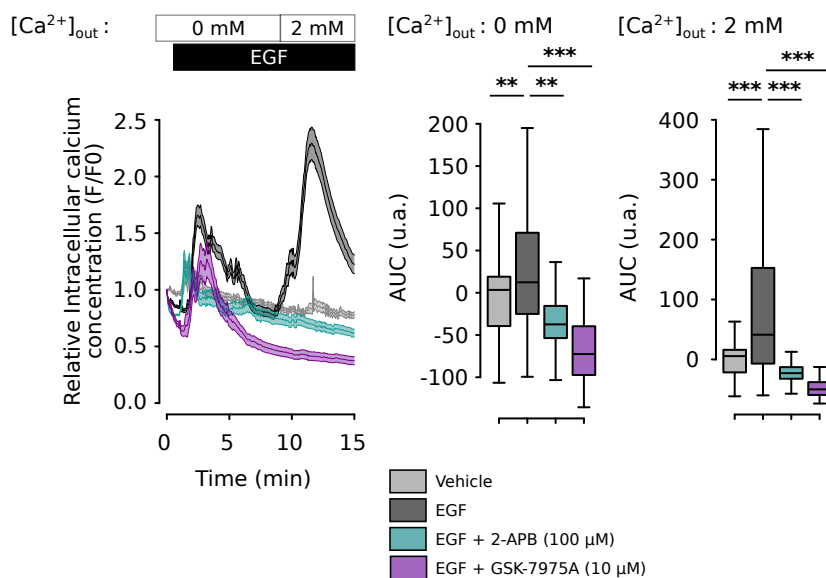 [Ca²⁺]out : 0 mM 2 mM
EGF
Relative Intracellular calcium
concentration (F/F0)
2.5
2.0
1.5
1.0
0.5
0.0
0 5 10 15
Time (min)
[Ca²⁺]out : 0 mM
***
** **
AUC (u.a.)
200
150
100
50
0
-50
-100
[Ca²⁺]out : 2 mM
***
*** ***
AUC (u.a.)
400
300
200
100
0
Vehicle
EGF
EGF + 2-APB (100 µM)
EGF + GSK-7975A (10 µM)